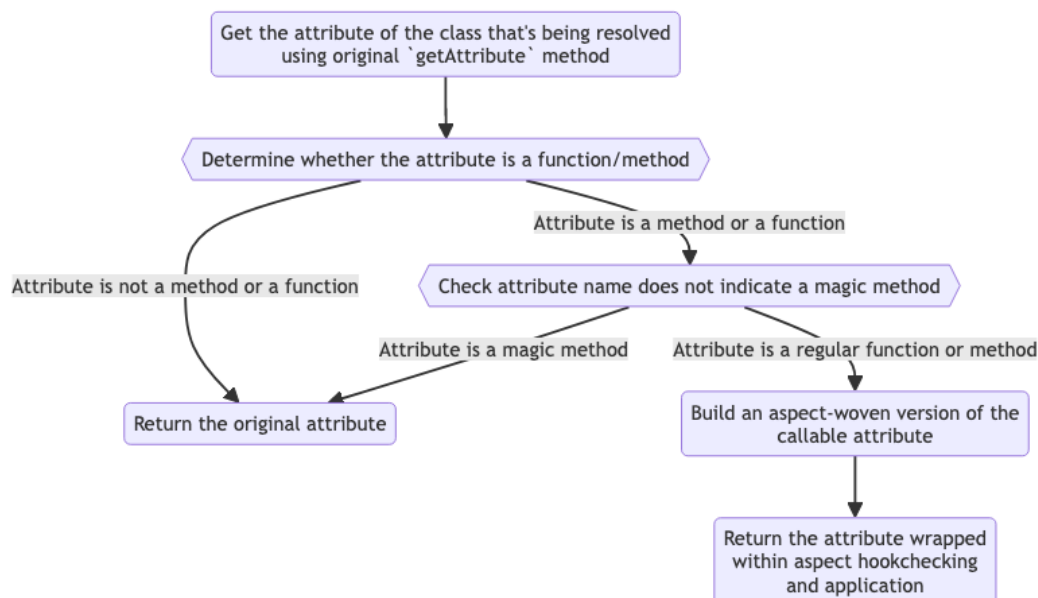 Get the attribute of the class that's being resolved
using original `getAttribute` method
Determine whether the attribute is a function/method
Attribute is a method or a function
Attribute is not a method or a function
Check attribute name does not indicate a magic method
Attribute is a magic method
Attribute is a regular function or method
Return the original attribute
Build an aspect-woven version of the
callable attribute
Return the attribute wrapped
within aspect hookchecking
and application